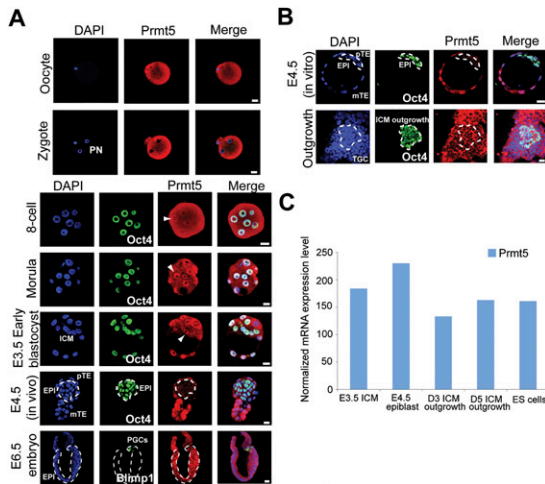 A
DAPI Prmt5 Merge
Oocyte
Zygote
PN
DAPI Prmt5 Merge
8-cell
Oct4
Morula
Oct4
E3.5 Early
blastocyst
ICM
Oct4
E4.5
(in vivo)
pTE
EPI
mTE
EPI
Oct4
E6.5
embryo
EPI
PGCs
Blimp1
B
DAPI Prmt5 Merge
E4.5
(in vitro)
pTE
EPI
mTE
EPI
Oct4
Outgrowth
TGC
ICM outgrowth
Oct4
C
Prmt5
Normalized mRNA expression level
250
200
150
100
50
0
E3.5 ICM E4.5 D3 ICM D5 ICM ES cells
epiblast outgrowth outgrowth